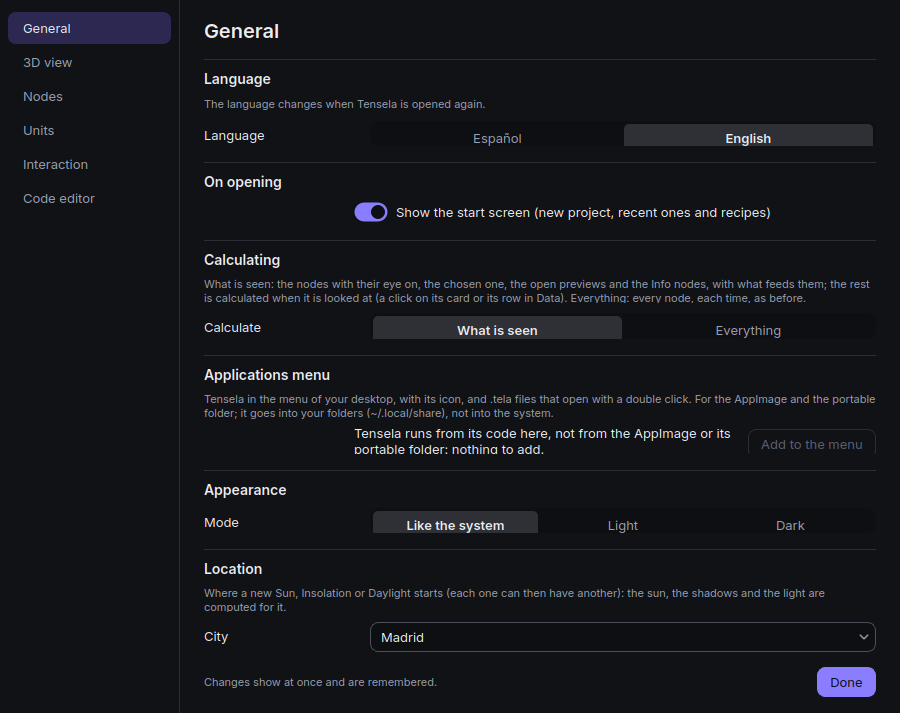 General
3D view
Nodes
Units
Interaction
Code editor
General
Language
The language changes when Tensela is opened again.
Language
Español
English
On opening
Show the start screen (new project, recent ones and recipes)
Calculating
What is seen: the nodes with their eye on, the chosen one, the open previews and the Info nodes, with what feeds them; the rest
is calculated when it is looked at (a click on its card or its row in Data). Everything: every node, each time, as before.
Calculate
What is seen
Everything
Applications menu
Tensela in the menu of your desktop, with its icon, and .tela files that open with a double click. For the AppImage and the portable
folder; it goes into your folders (~/.local/share), not into the system.
Tensela runs from its code here, not from the AppImage or its
portable folder: nothing to add.
Add to the menu
Appearance
Mode
Like the system
Light
Dark
Location
Where a new Sun, Insolation or Daylight starts (each one can then have another): the sun, the shadows and the light are
computed for it.
City
Madrid
Changes show at once and are remembered.
Done